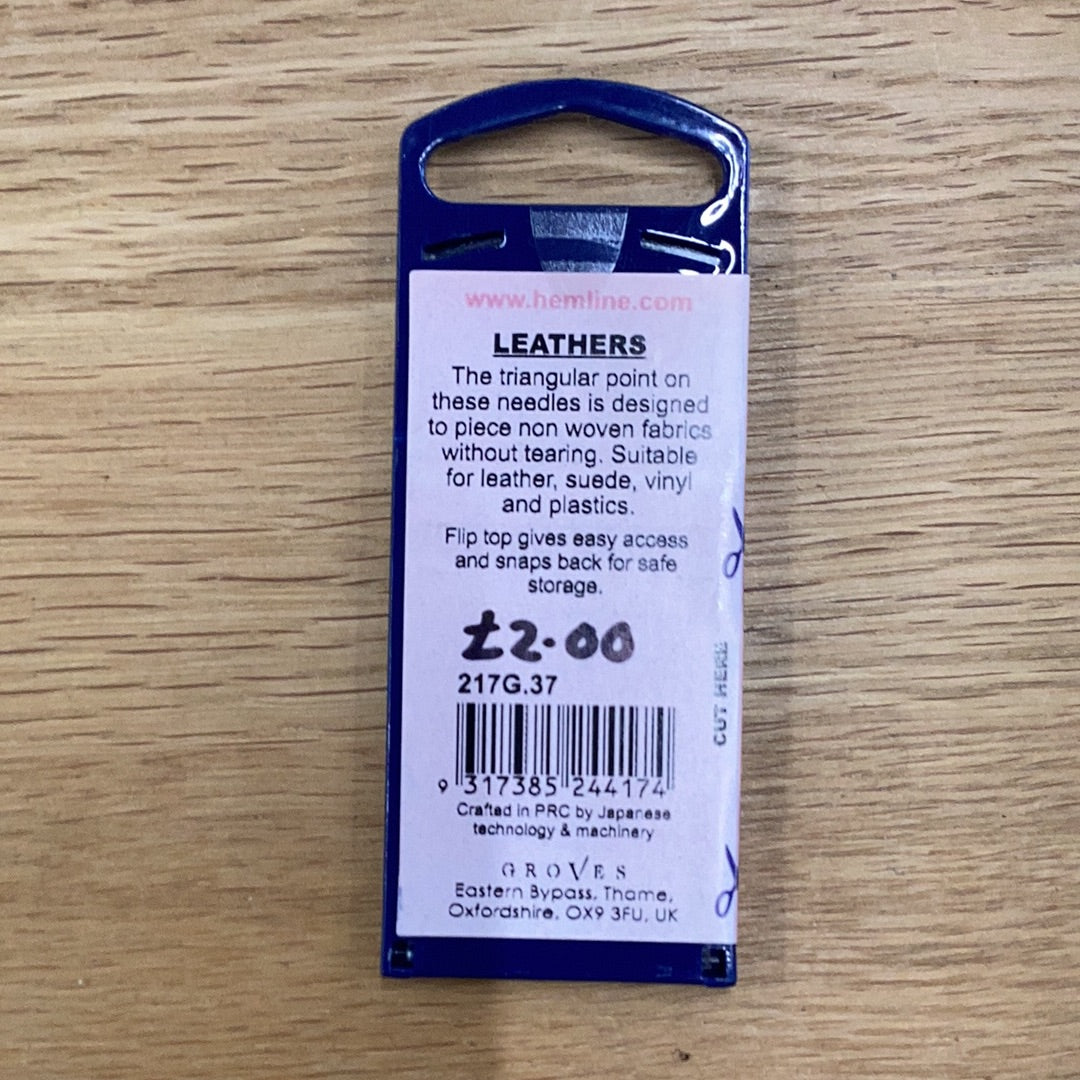 www.hemline.com
LEATHERS
The triangular point on
these needles is designed
to piece non woven fabrics
without tearing. Suitable
for leather, suede, vinyl
and plastics.
Flip top gives easy access
and snaps back for safe
storage.
£2.00
217G.37
9 317385 244174
Crafted in PRC by Japanese
technology & machinery
GROVES
Eastern Bypass, Thame,
Oxfordshire, OX9 3FU, UK
CUT HERE